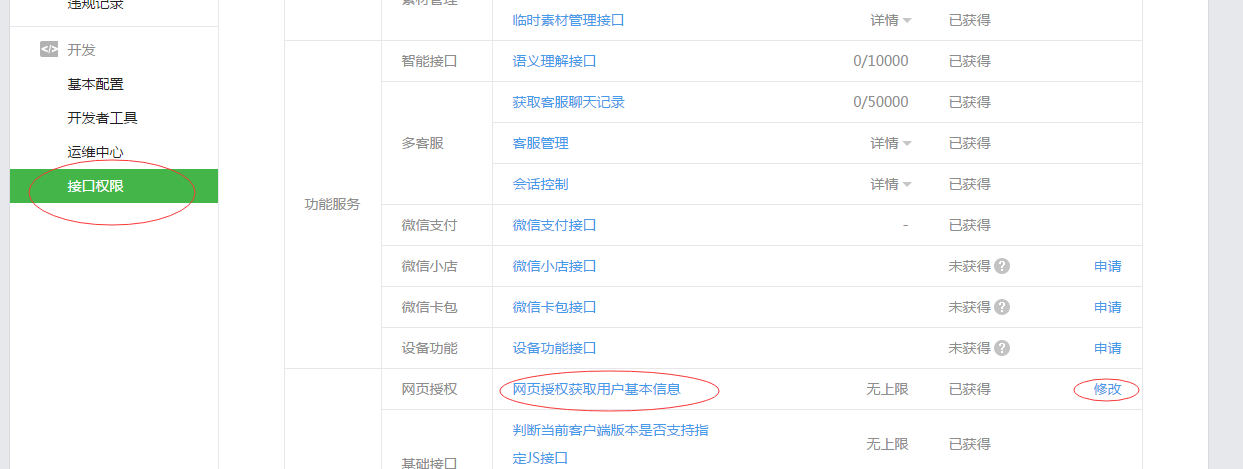 违规记录
</> 开发
基本配置
开发者工具
运维中心
接口权限
素材管理
临时素材管理接口 详情 已获得
功能服务
智能接口 语义理解接口 0/10000 已获得
多客服
获取客服聊天记录 0/50000 已获得
客服管理 详情 已获得
会话控制 详情 已获得
微信支付 微信支付接口 - 已获得
微信小店 微信小店接口 未获得 ? 申请
微信卡包 微信卡包接口 未获得 ? 申请
设备功能 设备功能接口 未获得 ? 申请
网页授权 网页授权获取用户基本信息 无上限 已获得 修改
基础接口
判断当前客户端版本是否支持指
定JS接口 无上限 已获得